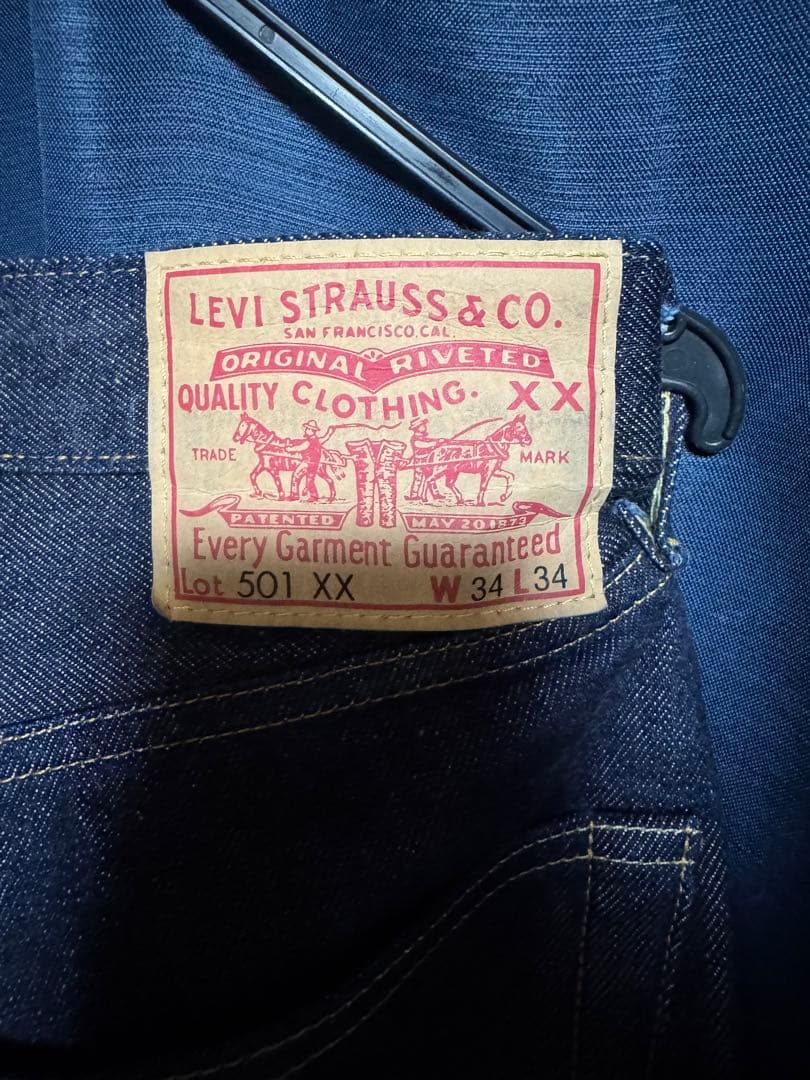 LEVI STRAUSS & CO.
SAN FRANCISCO, CAL.
ORIGINAL RIVETED
QUALITY CLOTHING. XX
TRADE MARK
PATENTED MAY 20 1873
Every Garment Guaranteed
Lot 501 XX W 34 L 34